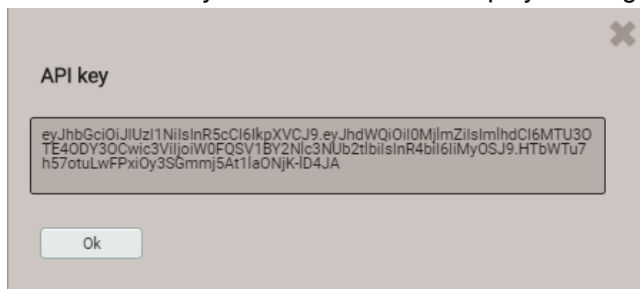 API key
eyJhbGciOiJIUzI1NiIsInR5cCI6IkpXVCJ9.eyJhdWQiOiI0MjlmZiIsImlhdCI6MTU3O
TE4ODY3OCwic3ViIjoiW0FQSV1BY2Nlc3NUb2tlbiIsInR4biI6IiMyOSJ9.HTbWTu7
h57otuLwFPxiOy3SGmmj5At1laONjK-lD4JA
Ok